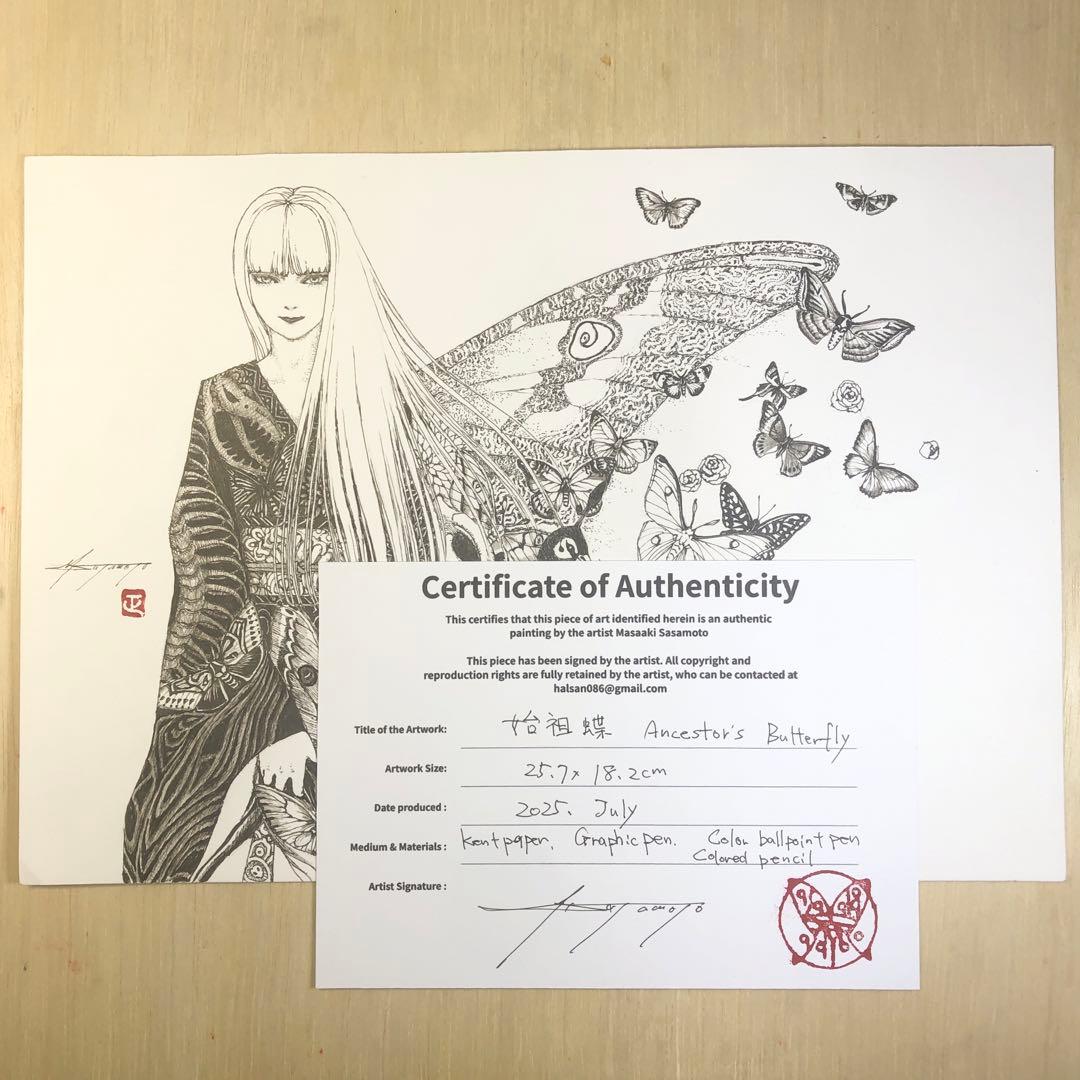 Certificate of Authenticity
This certifies that this piece of art identified herein is an authentic
painting by the artist Masaaki Sasamoto
This piece has been signed by the artist. All copyright and
reproduction rights are fully retained by the artist, who can be contacted at
halsan086@gmail.com
Title of the Artwork: 始祖蝶 Ancestor's Butterfly
Artwork Size: 25.7x 18.2cm
Date produced : 2025. July
Medium & Materials : kent paper. Graphic pen. Color ballpoint pen
Colored pencil
Artist Signature :